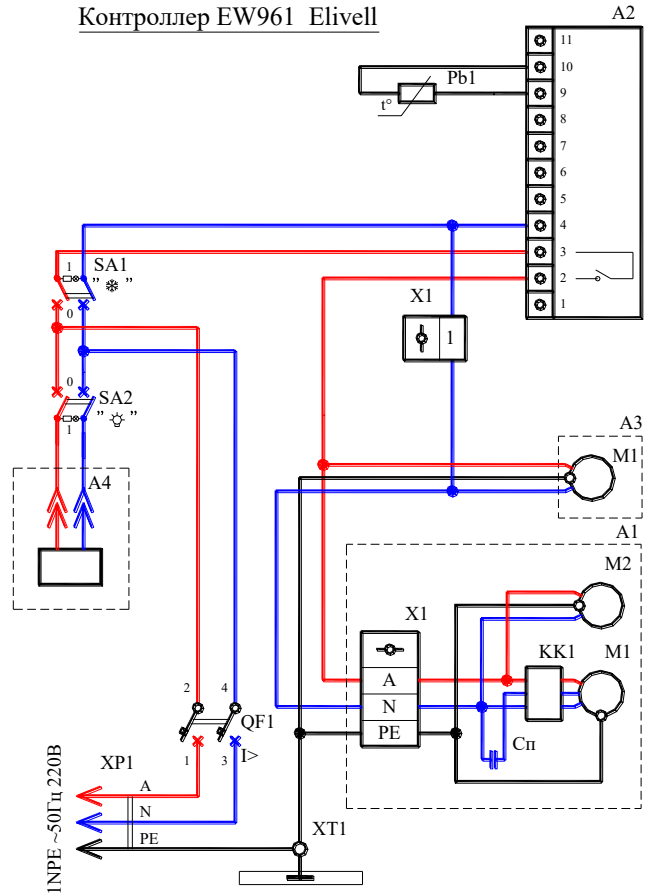 Контроллер EW961 Elivell
A2
11
10
9
8
7
6
5
4
3
2
1
Pb1
t°
SA1
1
" ❄ "
0
X1
1
0
SA2
" "
1
A4
A3
M1
A1
M2
X1
KK1
M1
A
N
PE
Сп
2
4
QF1
1
3
I>
XP1
A
N
PE
1NPE ~50Гц 220В
XT1